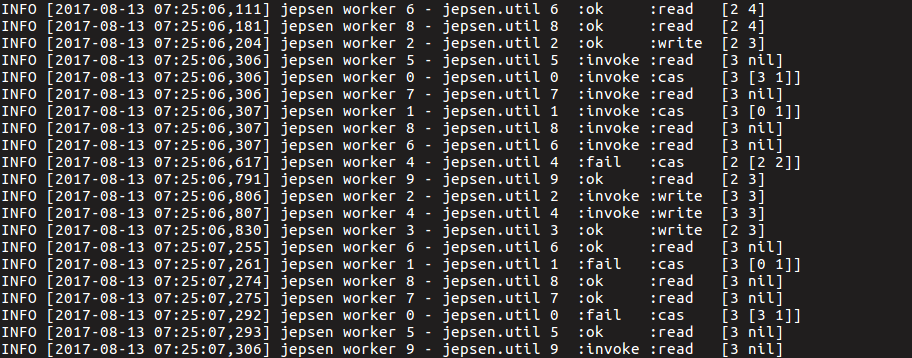 INFO [2017-08-13 07:25:06,111] jepsen worker 6 - jepsen.util 6 :ok :read [2 4]
INFO [2017-08-13 07:25:06,181] jepsen worker 8 - jepsen.util 8 :ok :read [2 4]
INFO [2017-08-13 07:25:06,204] jepsen worker 2 - jepsen.util 2 :ok :write [2 3]
INFO [2017-08-13 07:25:06,306] jepsen worker 5 - jepsen.util 5 :invoke :read [3 nil]
INFO [2017-08-13 07:25:06,306] jepsen worker 0 - jepsen.util 0 :invoke :cas [3 [3 1]]
INFO [2017-08-13 07:25:06,306] jepsen worker 7 - jepsen.util 7 :invoke :read [3 nil]
INFO [2017-08-13 07:25:06,307] jepsen worker 1 - jepsen.util 1 :invoke :cas [3 [0 1]]
INFO [2017-08-13 07:25:06,307] jepsen worker 8 - jepsen.util 8 :invoke :read [3 nil]
INFO [2017-08-13 07:25:06,307] jepsen worker 6 - jepsen.util 6 :invoke :read [3 nil]
INFO [2017-08-13 07:25:06,617] jepsen worker 4 - jepsen.util 4 :fail :cas [2 [2 2]]
INFO [2017-08-13 07:25:06,791] jepsen worker 9 - jepsen.util 9 :ok :read [2 3]
INFO [2017-08-13 07:25:06,806] jepsen worker 2 - jepsen.util 2 :invoke :write [3 3]
INFO [2017-08-13 07:25:06,807] jepsen worker 4 - jepsen.util 4 :invoke :write [3 3]
INFO [2017-08-13 07:25:06,830] jepsen worker 3 - jepsen.util 3 :ok :write [2 3]
INFO [2017-08-13 07:25:07,255] jepsen worker 6 - jepsen.util 6 :ok :read [3 nil]
INFO [2017-08-13 07:25:07,261] jepsen worker 1 - jepsen.util 1 :fail :cas [3 [0 1]]
INFO [2017-08-13 07:25:07,274] jepsen worker 8 - jepsen.util 8 :ok :read [3 nil]
INFO [2017-08-13 07:25:07,275] jepsen worker 7 - jepsen.util 7 :ok :read [3 nil]
INFO [2017-08-13 07:25:07,292] jepsen worker 0 - jepsen.util 0 :fail :cas [3 [3 1]]
INFO [2017-08-13 07:25:07,293] jepsen worker 5 - jepsen.util 5 :ok :read [3 nil]
INFO [2017-08-13 07:25:07,306] jepsen worker 9 - jepsen.util 9 :invoke :read [3 nil]